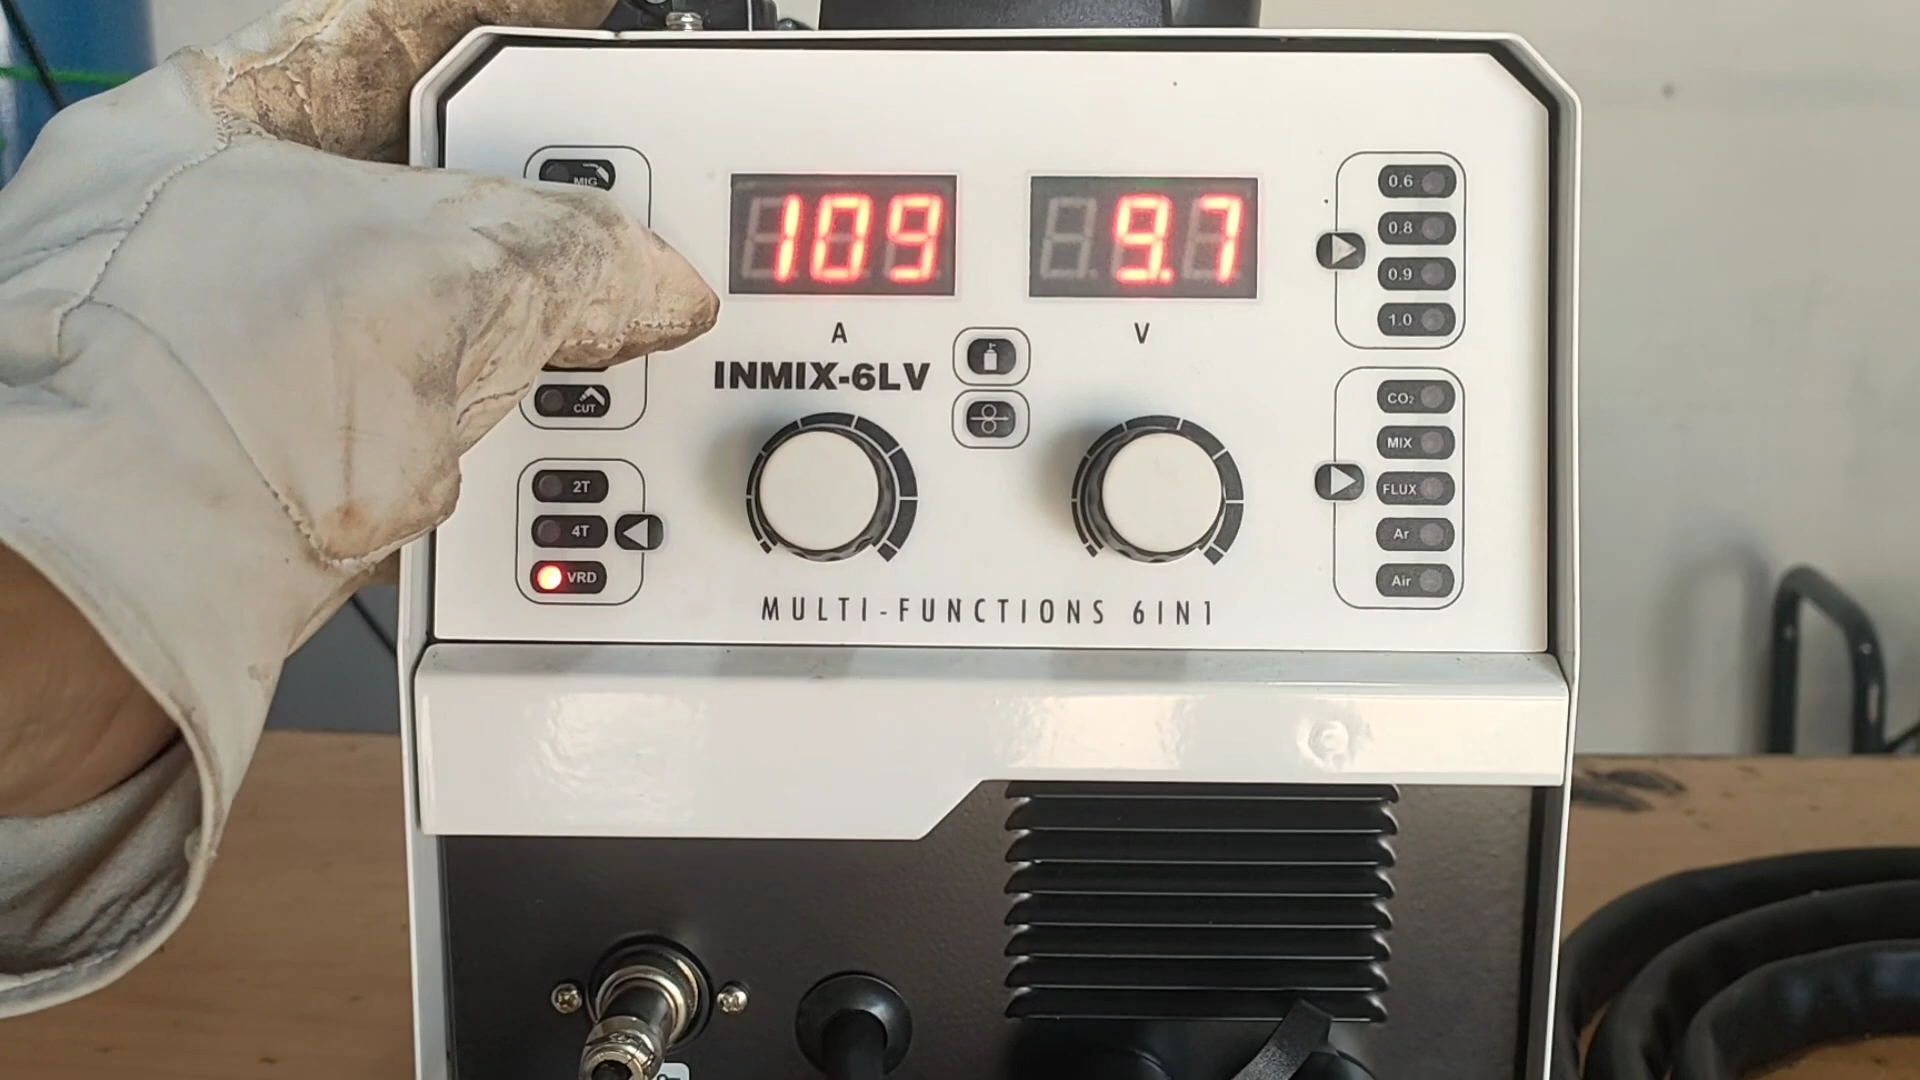 MIG
109
9.7
0.6
0.8
0.9
1.0
A
V
INMIX-6LV
CUT
CO₂
MIX
FLUX
Ar
Air
2T
4T
VRD
MULTI-FUNCTIONS 6IN1